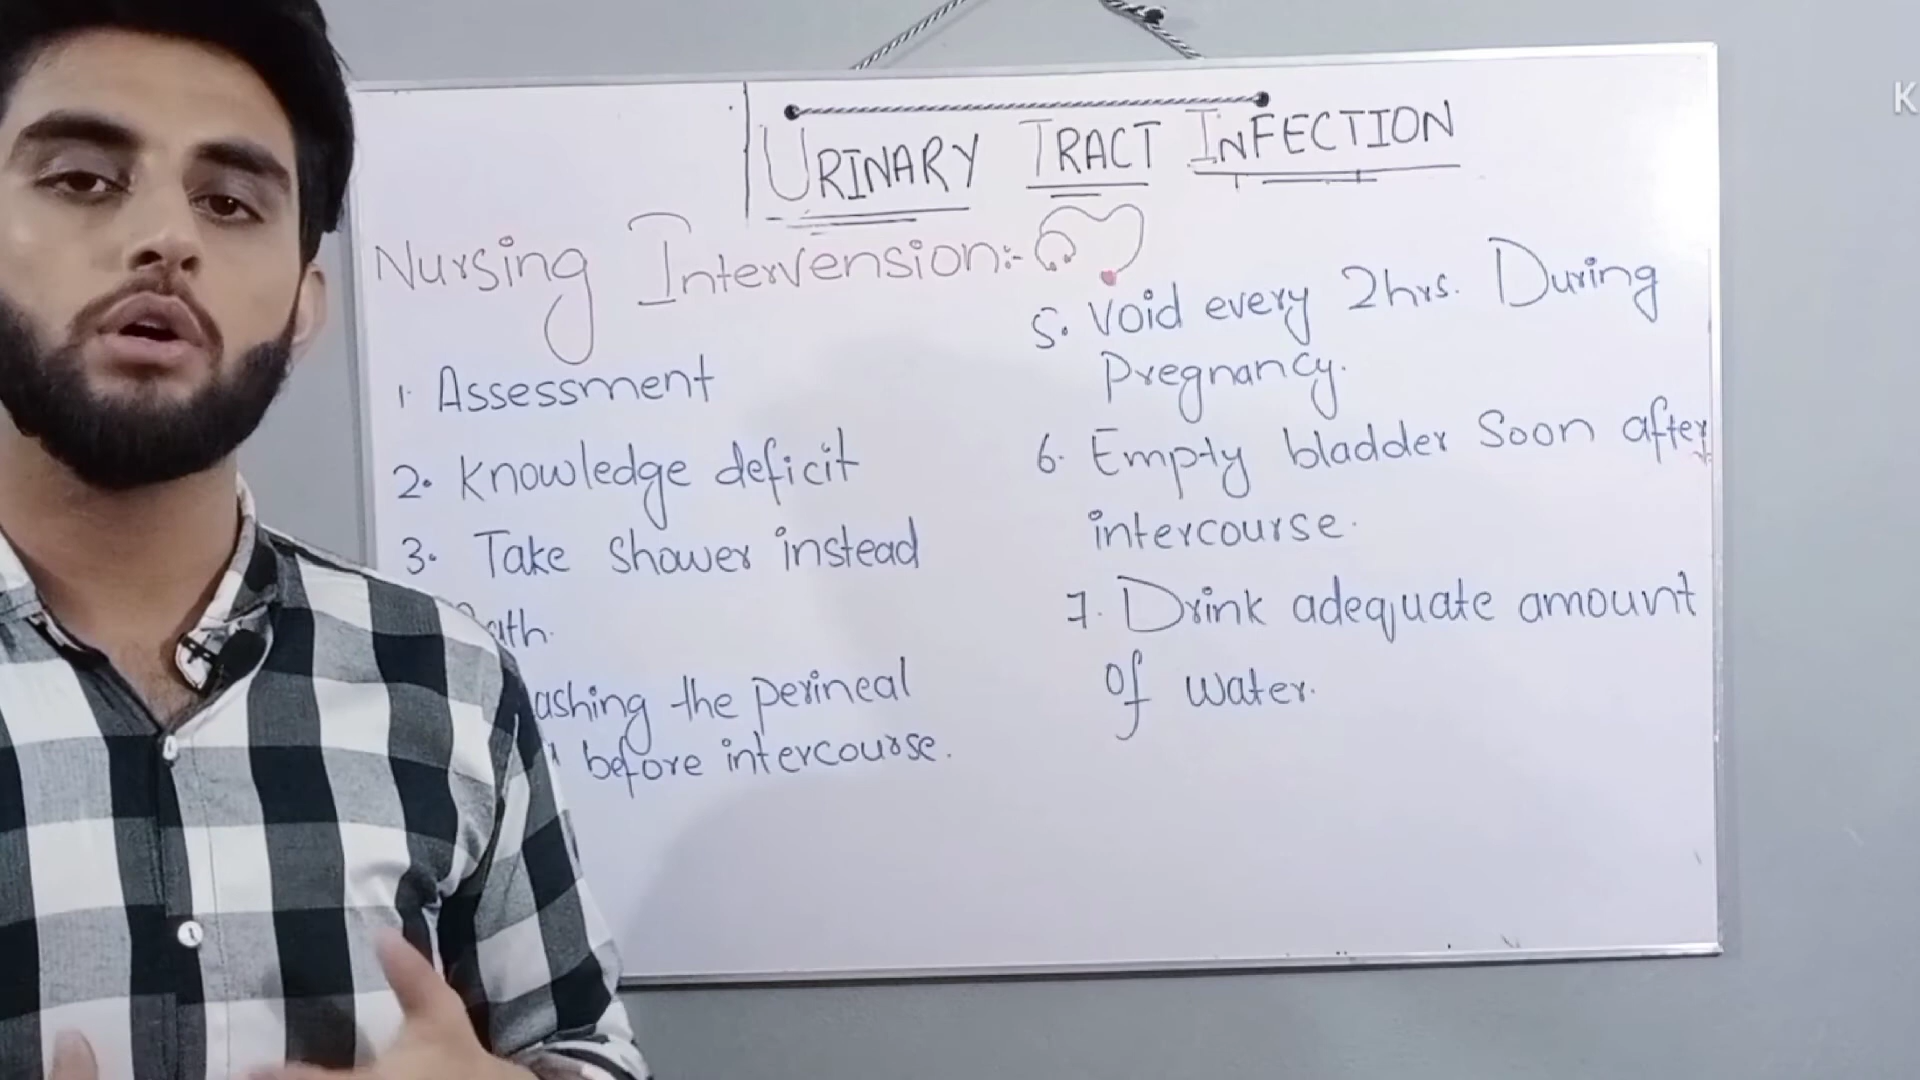 URINARY TRACT INFECTION
Nursing Intervension:-
1. Assessment
2. Knowledge deficit
3. Take shower instead
ath.
ashing the perineal
before intercourse.
5. Void every 2hrs. During
Pregnancy.
6. Empty bladder Soon after
intercourse.
7. Drink adequate amount
Of water.
K